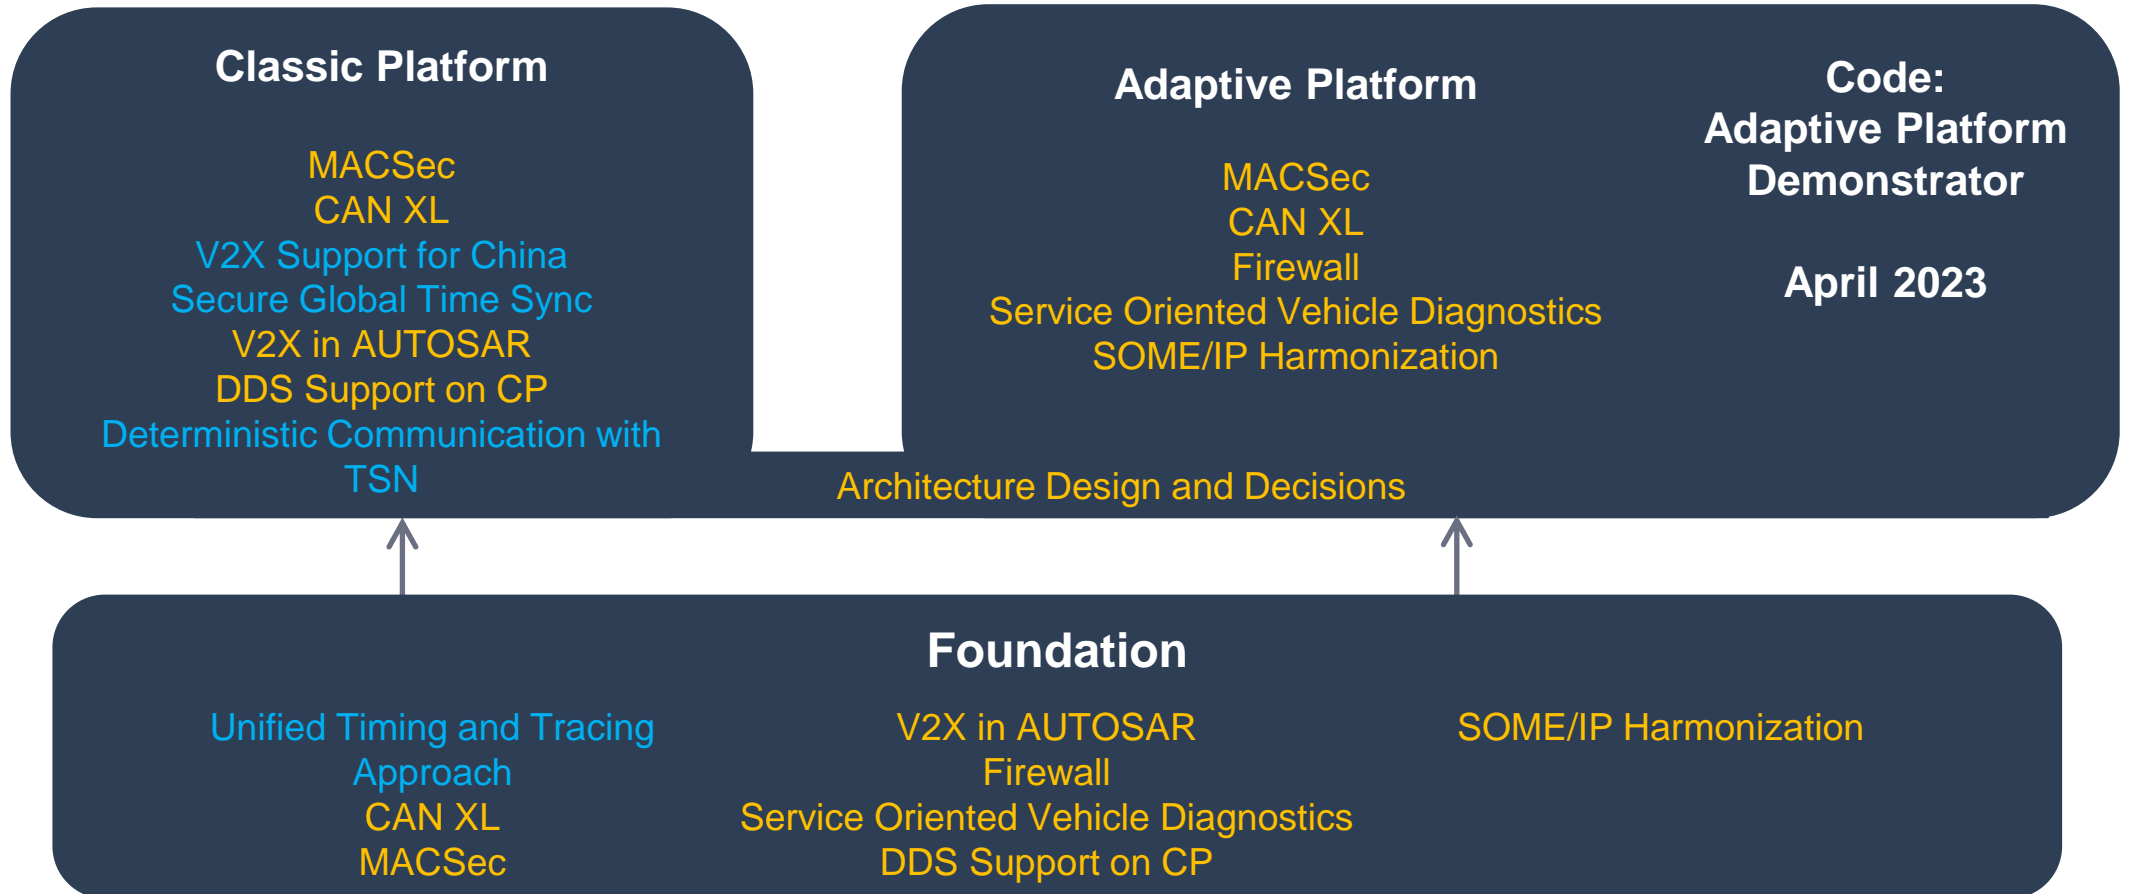 Classic Platform
MACSec
CAN XL
V2X Support for China
Secure Global Time Sync
V2X in AUTOSAR
DDS Support on CP
Deterministic Communication with
TSN
Adaptive Platform
MACSec
CAN XL
Firewall
Service Oriented Vehicle Diagnostics
SOME/IP Harmonization
Code:
Adaptive Platform
Demonstrator
April 2023
Architecture Design and Decisions
Foundation
Unified Timing and Tracing
Approach
CAN XL
MACSec
V2X in AUTOSAR
Firewall
Service Oriented Vehicle Diagnostics
DDS Support on CP
SOME/IP Harmonization